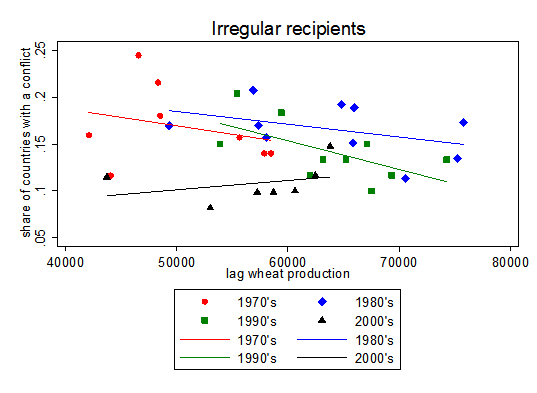 Irregular recipients
share of countries with a conflict
.05 .1 .15 .2 .25
40000 50000 60000 70000 80000
lag wheat production
1970's 1980's
1990's 2000's
1970's 1980's
1990's 2000's